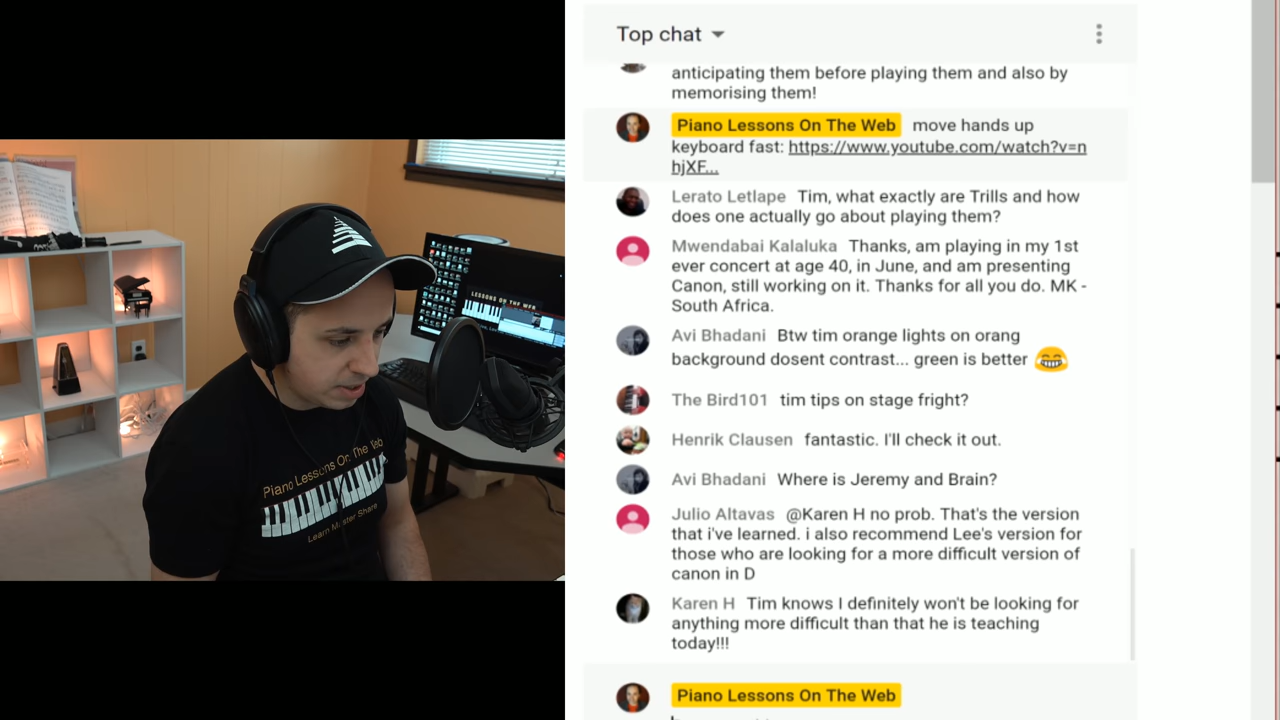 Top chat
anticipating them before playing them and also by
memorising them!
Piano Lessons On The Web move hands up
keyboard fast: https://www.youtube.com/watch?v=n
hjXF...
Lerato Letlape Tim, what exactly are Trills and how
does one actually go about playing them?
Mwendabai Kalaluka Thanks, am playing in my 1st
ever concert at age 40, in June, and am presenting
Canon, still working on it. Thanks for all you do. MK -
South Africa.
Avi Bhadani Btw tim orange lights on orang
background dosent contrast... green is better 😂
The Bird101 tim tips on stage fright?
Henrik Clausen fantastic. I'll check it out.
Avi Bhadani Where is Jeremy and Brain?
Julio Altavas @Karen H no prob. That's the version
that i've learned. i also recommend Lee's version for
those who are looking for a more difficult version of
canon in D
Karen H Tim knows I definitely won't be looking for
anything more difficult than that he is teaching
today!!!
Piano Lessons On The Web
LESSONS ON THE WEB
Piano Lessons On The Web
Learn Master Share